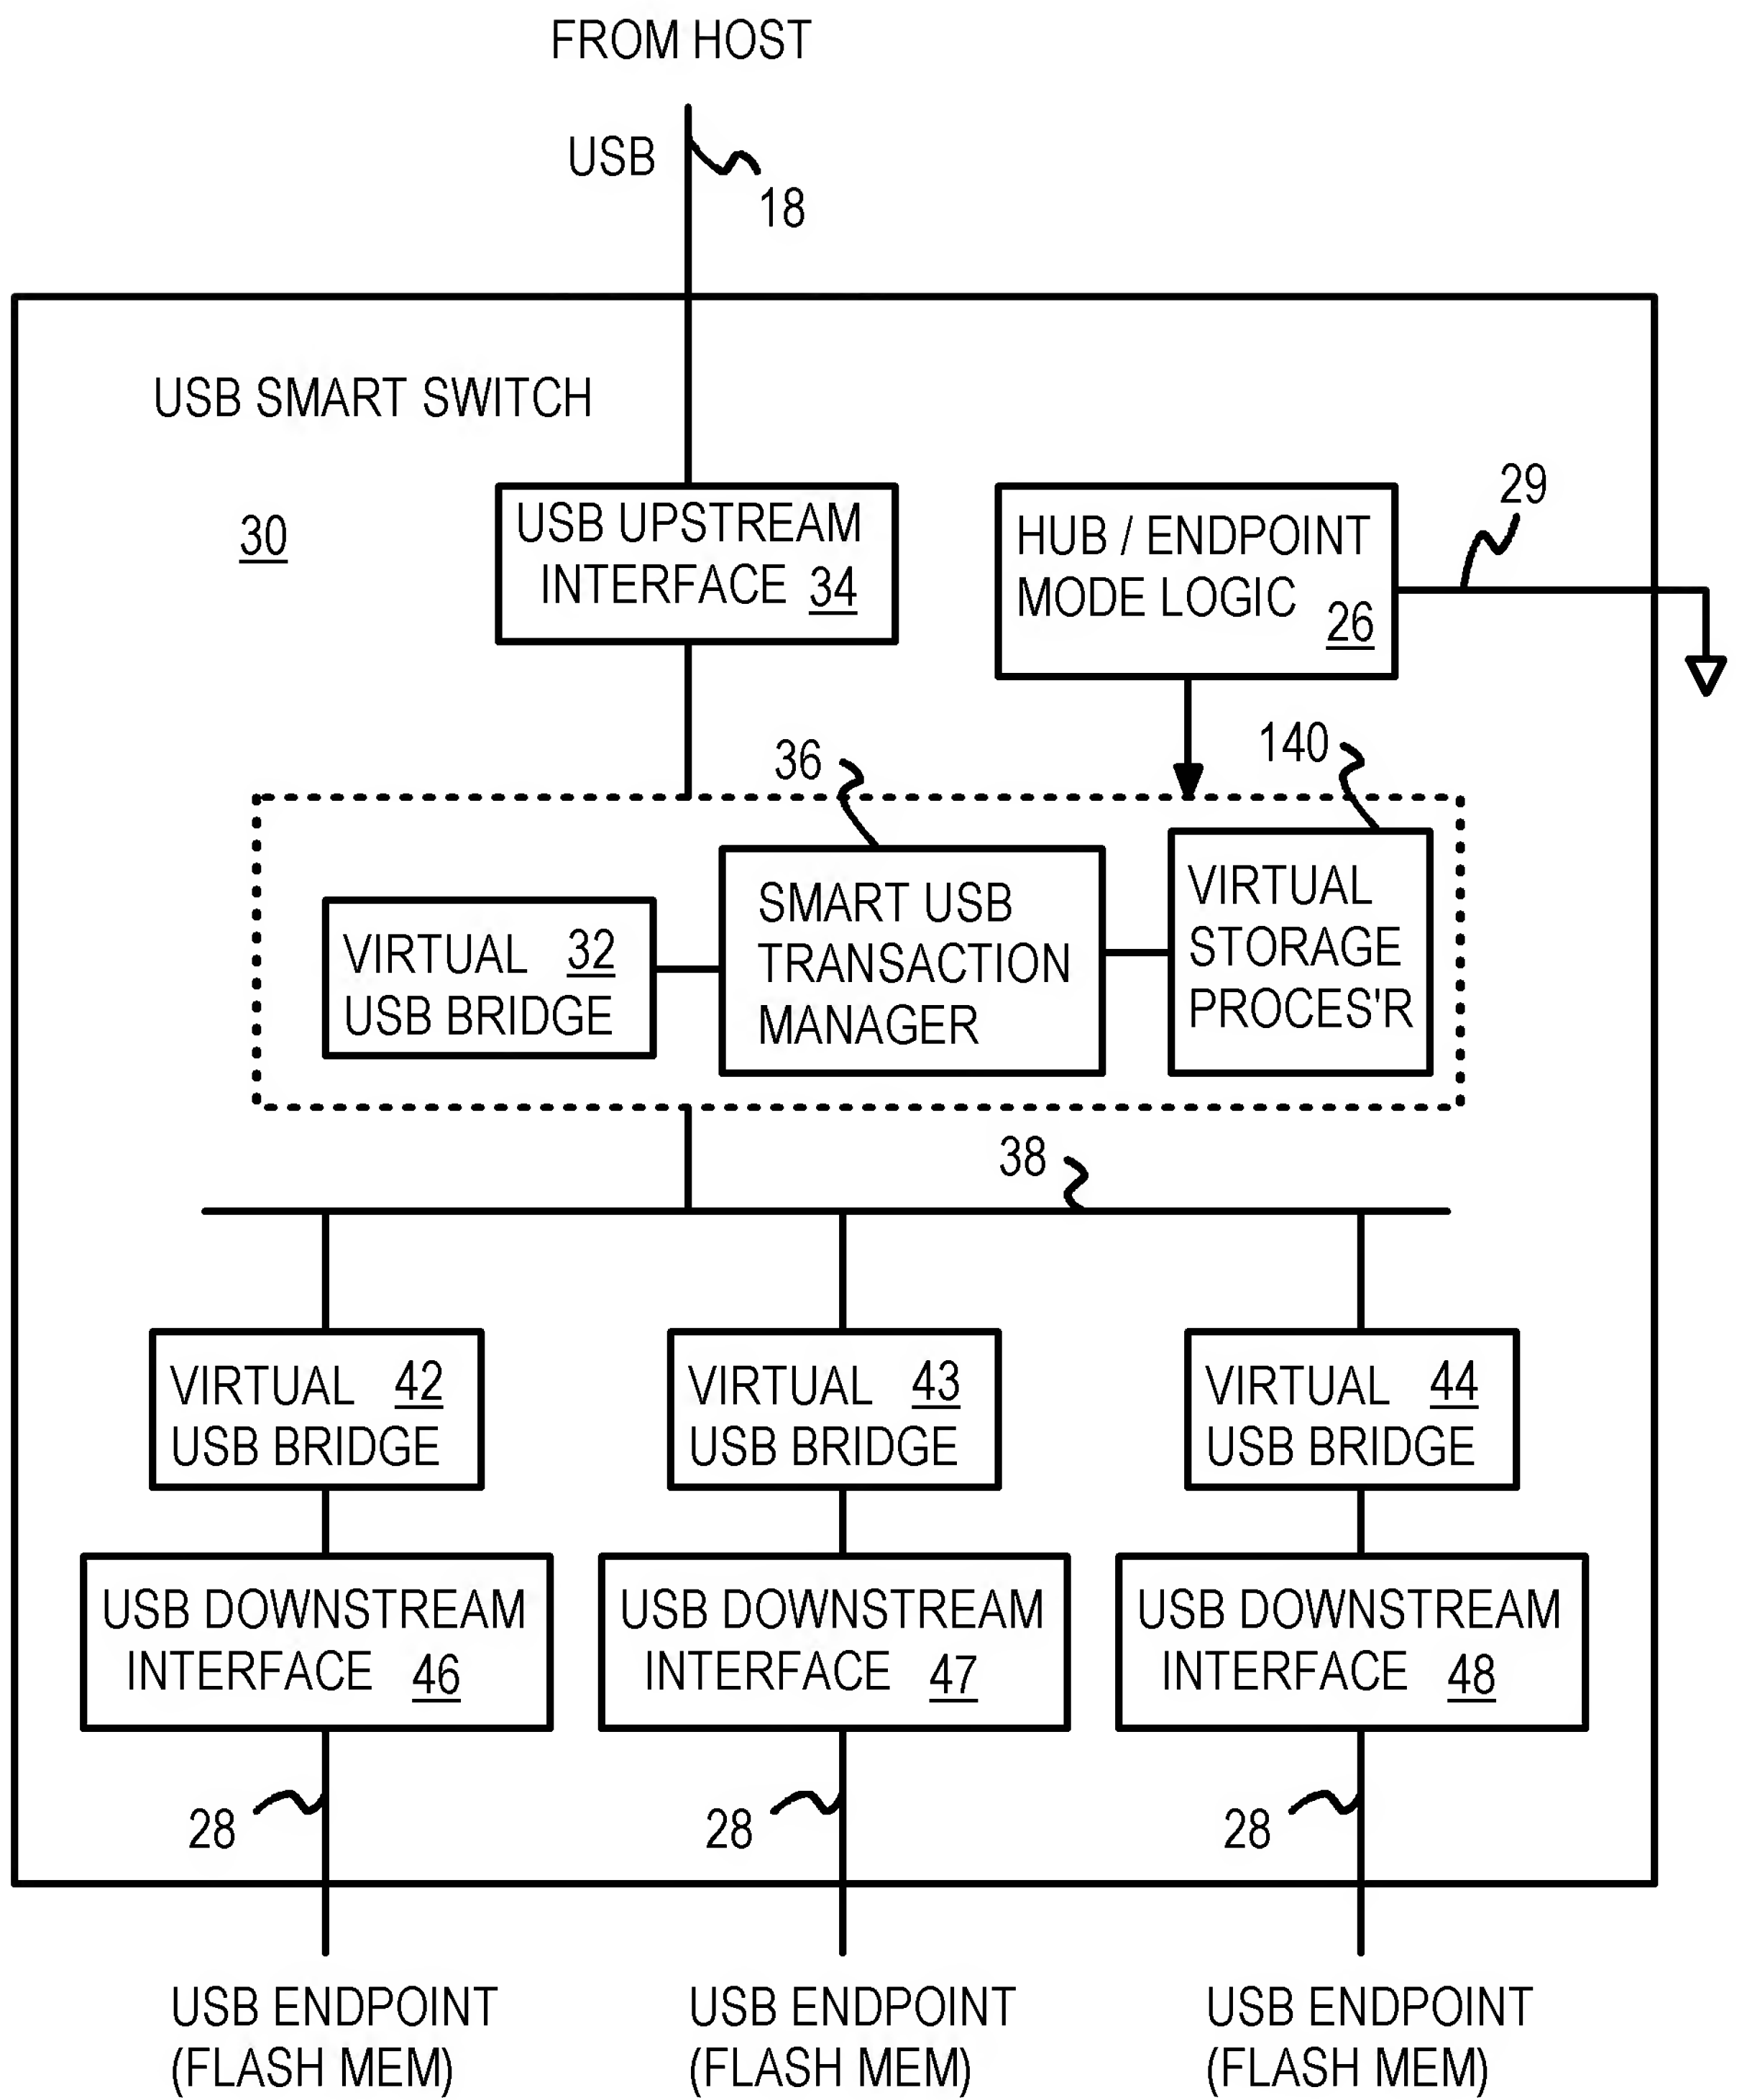 FROM HOST
USB
18
USB SMART SWITCH
30
USB UPSTREAM
INTERFACE 34
HUB / ENDPOINT
MODE LOGIC 26
29
36
140
VIRTUAL 32
USB BRIDGE
SMART USB
TRANSACTION
MANAGER
VIRTUAL
STORAGE
PROCES'R
38
VIRTUAL 42
USB BRIDGE
VIRTUAL 43
USB BRIDGE
VIRTUAL 44
USB BRIDGE
USB DOWNSTREAM
INTERFACE 46
USB DOWNSTREAM
INTERFACE 47
USB DOWNSTREAM
INTERFACE 48
28
28
28
USB ENDPOINT
(FLASH MEM)
USB ENDPOINT
(FLASH MEM)
USB ENDPOINT
(FLASH MEM)